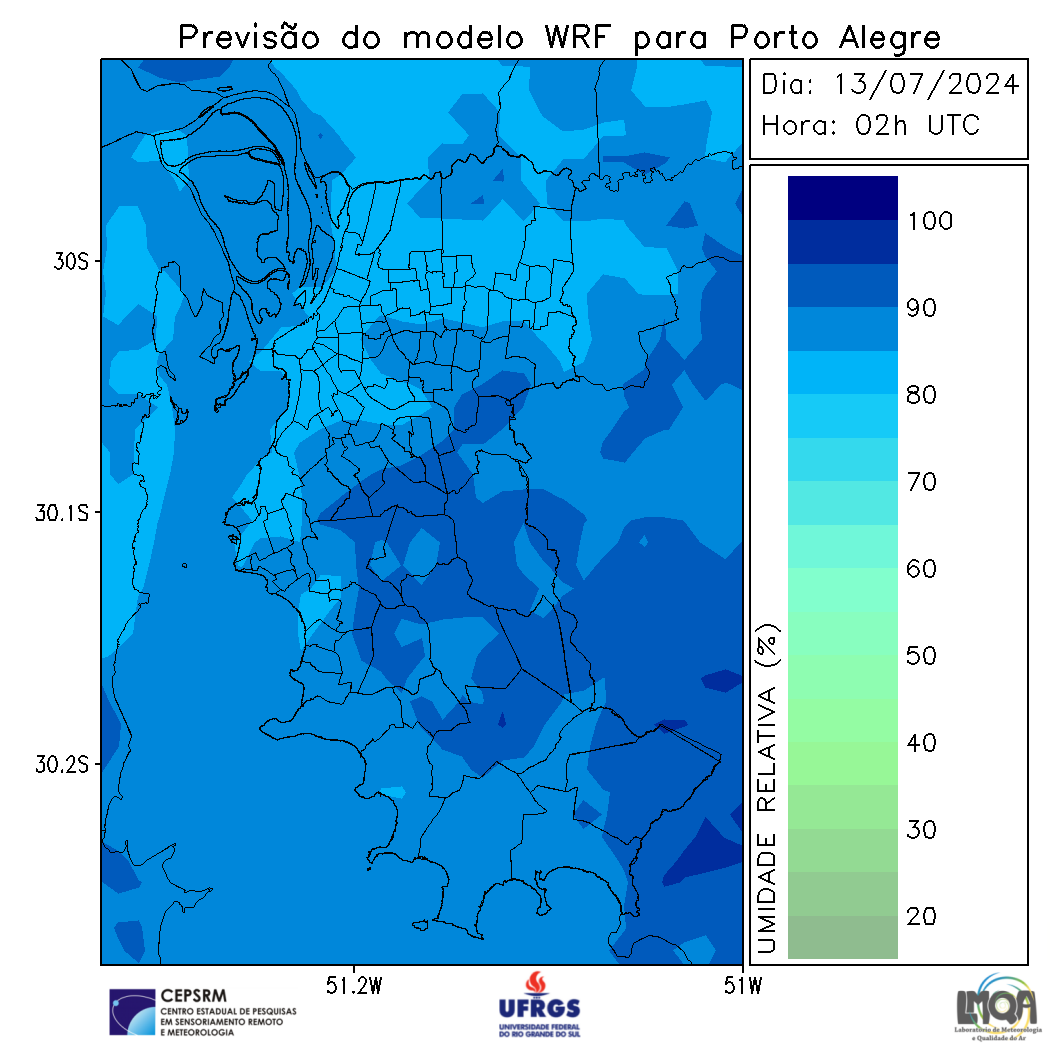 Previsão do modelo WRF para Porto Alegre
Dia: 13/07/2024
Hora: 02h UTC
30S
30.1S
30.2S
51.2W
51W
100
90
80
70
60
50
40
30
20
UMIDADE RELATIVA (%)
CEPSRM
CENTRO ESTADUAL DE PESQUISAS
EM SENSORIAMENTO REMOTO
E METEOROLOGIA
UFRGS
UNIVERSIDADE FEDERAL
DO RIO GRANDE DO SUL
LMQA
Laboratório de Meteorologia
e Qualidade do Ar